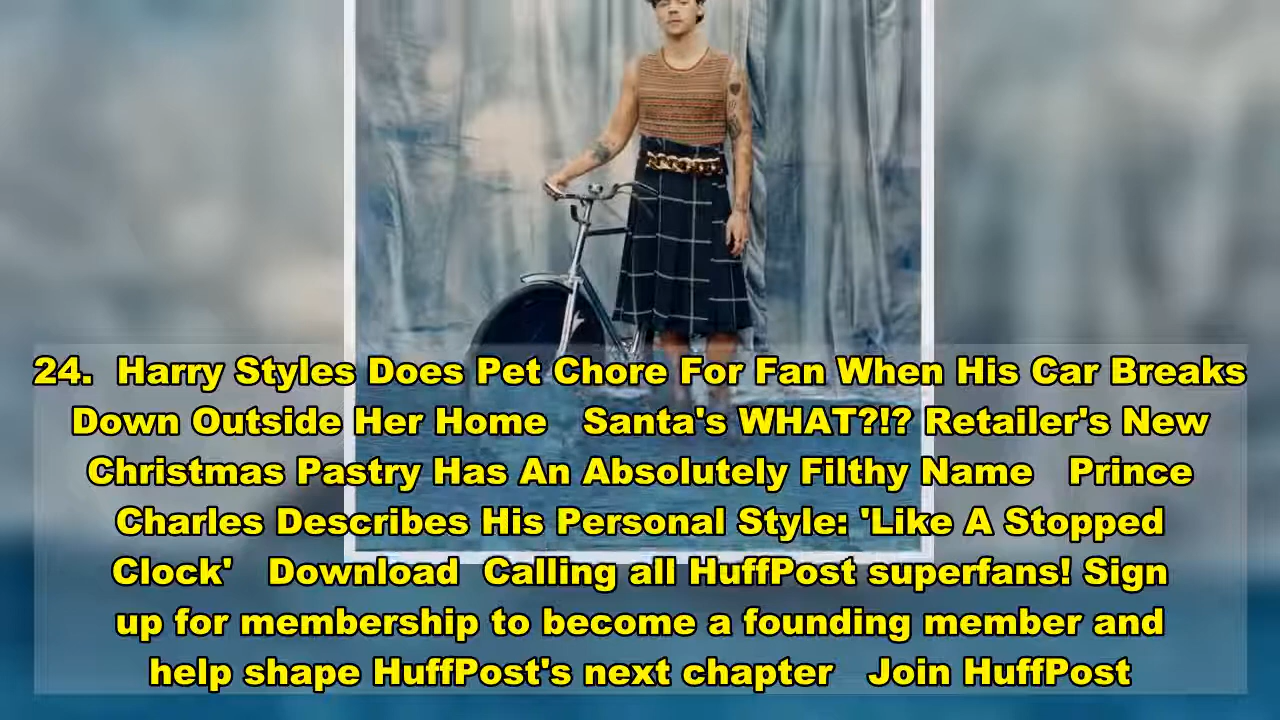 24.  Harry Styles Does Pet Chore For Fan When His Car Breaks
Down Outside Her Home   Santa's WHAT?!? Retailer's New
Christmas Pastry Has An Absolutely Filthy Name   Prince
Charles Describes His Personal Style: 'Like A Stopped
Clock'   Download  Calling all HuffPost superfans! Sign
up for membership to become a founding member and
help shape HuffPost's next chapter   Join HuffPost